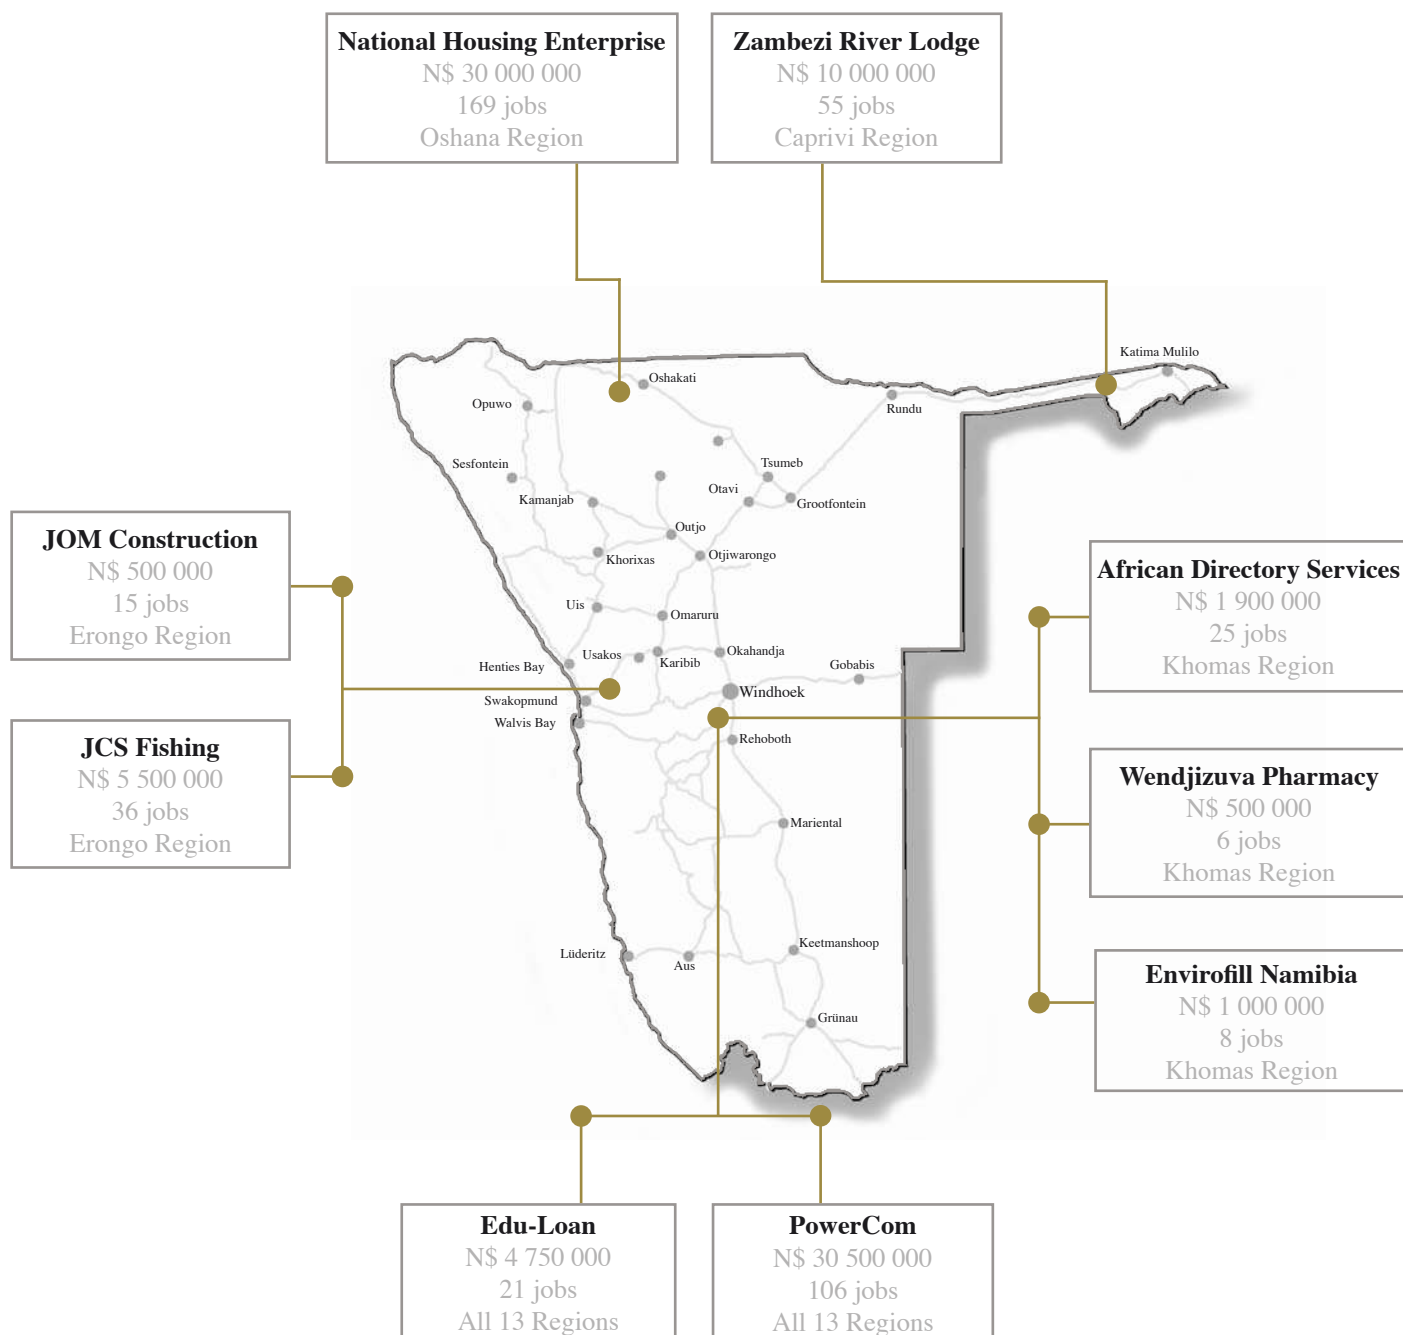 National Housing Enterprise
N$ 30 000 000
169 jobs
Oshana Region
Zambezi River Lodge
N$ 10 000 000
55 jobs
Caprivi Region
Katima Mulilo
Oshakati
Opuwo
Rundu
Sesfontein
Tsumeb
Kamanjab
Otavi
Grootfontein
Outjo
Khorixas
Otjiwarongo
JOM Construction
N$ 500 000
15 jobs
Erongo Region
African Directory Services
N$ 1 900 000
25 jobs
Khomas Region
Uis
Omaruru
Usakos
Karibib
Okahandja
Henties Bay
Gobabis
Swakopmund
Windhoek
Walvis Bay
Rehoboth
JCS Fishing
N$ 5 500 000
36 jobs
Erongo Region
Wendjizuva Pharmacy
N$ 500 000
6 jobs
Khomas Region
Mariental
Lüderitz
Aus
Keetmanshoop
Grünau
Envirofill Namibia
N$ 1 000 000
8 jobs
Khomas Region
Edu-Loan
N$ 4 750 000
21 jobs
All 13 Regions
PowerCom
N$ 30 500 000
106 jobs
All 13 Regions